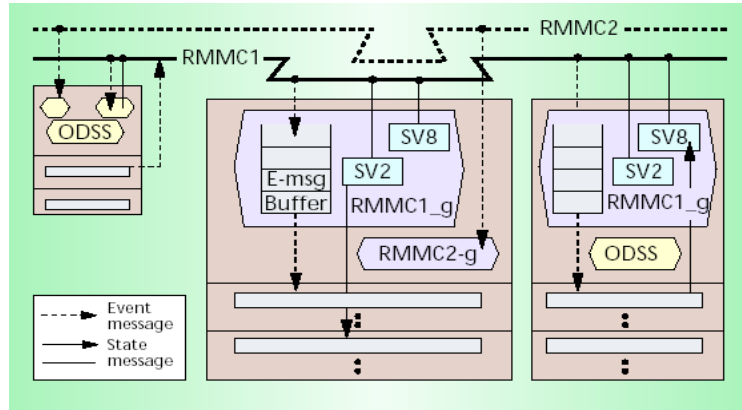 RMMC2
RMMC1
ODSS
SV8
SV2
E-msg
Buffer
RMMC1_g
RMMC2-g
SV8
SV2
RMMC1_g
ODSS
Event
message
State
message